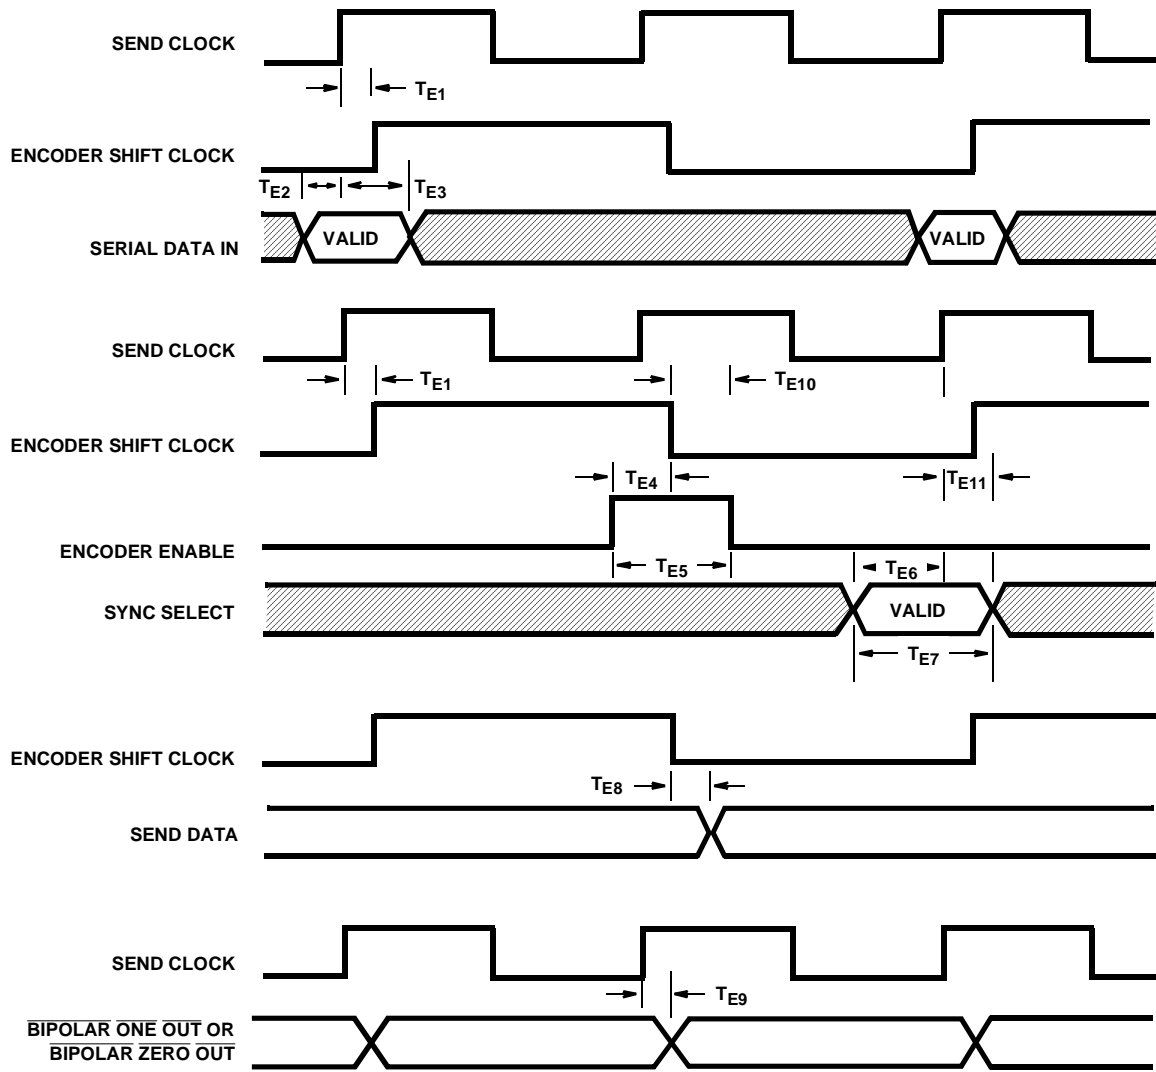 SEND CLOCK
TE1
ENCODER SHIFT CLOCK
TE2
TE3
SERIAL DATA IN
VALID
VALID
SEND CLOCK
TE1
TE10
ENCODER SHIFT CLOCK
TE4
TE11
ENCODER ENABLE
TE5
TE6
SYNC SELECT
VALID
TE7
ENCODER SHIFT CLOCK
TE8
SEND DATA
SEND CLOCK
TE9
BIPOLAR ONE OUT OR
BIPOLAR ZERO OUT